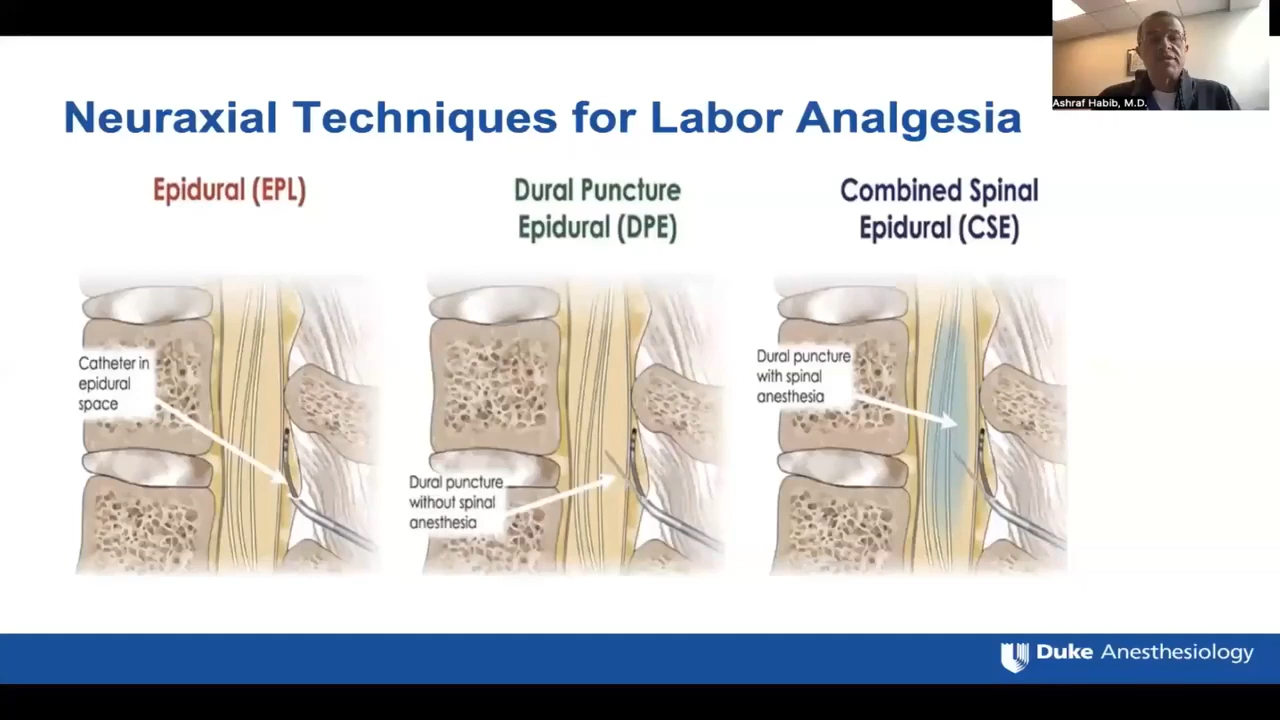 Ashraf Habib, M.D.
Neuraxial Techniques for Labor Analgesia
Epidural (EPL)
Dural Puncture
Epidural (DPE)
Combined Spinal
Epidural (CSE)
Catheter in
epidural
space
Dural puncture
without spinal
anesthesia
Dural puncture
with spinal
anesthesia
Duke Anesthesiology